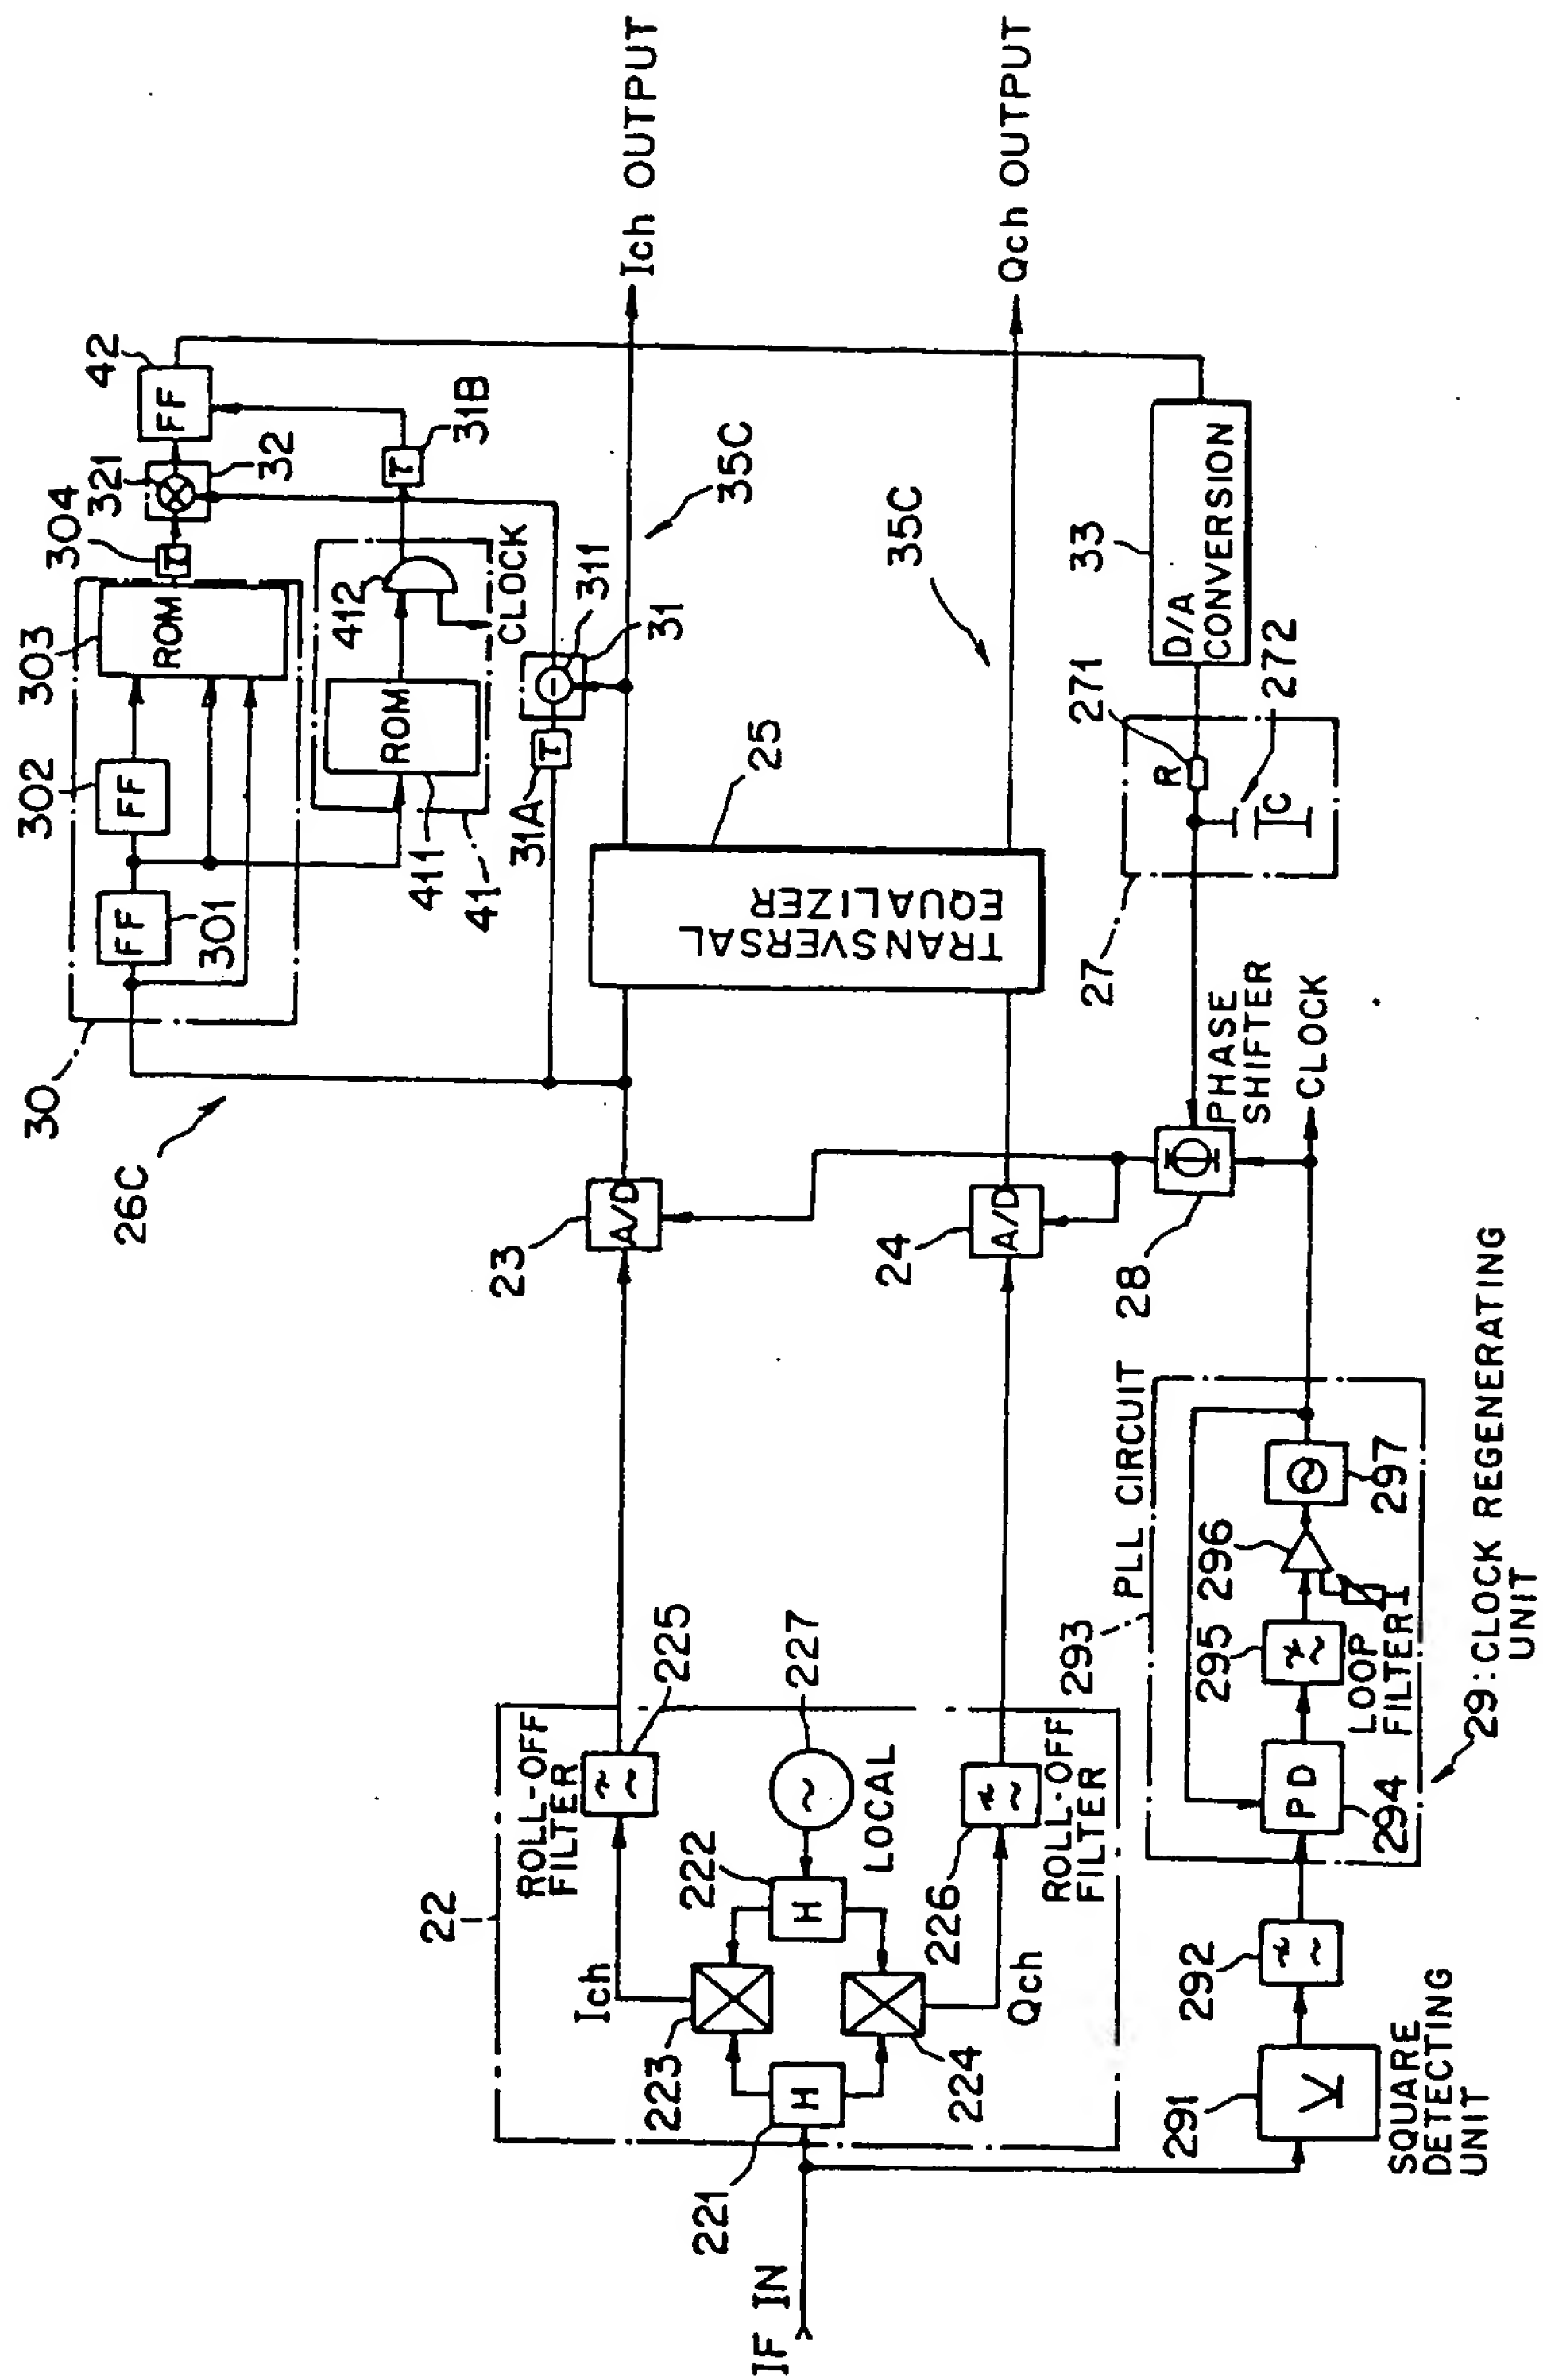 IF IN
22
221
H
223
224
222
H
Ich
Qch
LOCAL
227
ROLL-OFF
FILTER
225
226
ROLL-OFF
FILTER
23
A/D
24
A/D
26C
30
FF
301
FF
302
303
ROM
304
τ
321
32
FF
42
ROM
411
41
412
CLOCK
31B
τ
31A
τ
311
31
25
TRANSVERSAL
EQUALIZER
35C
35C
Ich OUTPUT
Qch OUTPUT
33
D/A
CONVERSION
27
271
R
272
C
PHASE
SHIFTER
28
CLOCK
291
SQUARE
DETECTING
UNIT
292
293
PLL CIRCUIT
PD
294
295
LOOP
FILTER
296
297
29:CLOCK REGENERATING
UNIT